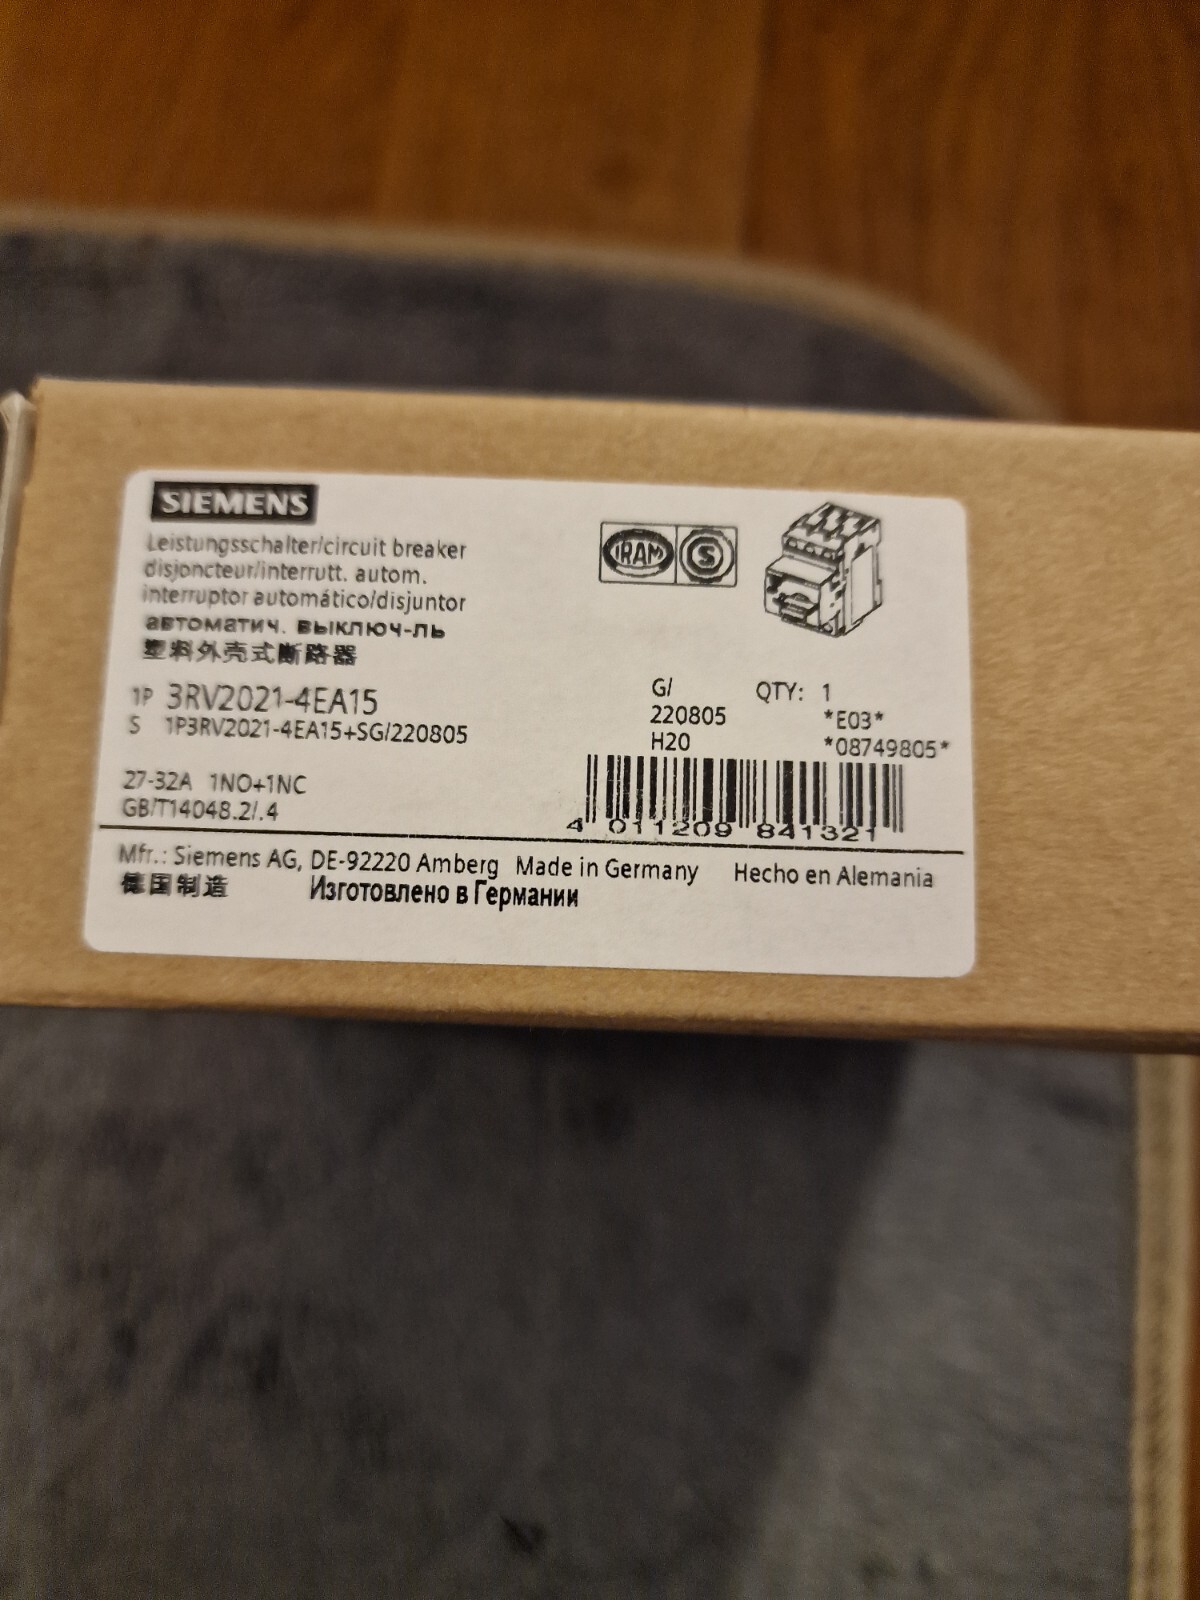 SIEMENS
Leistungsschalter/circuit breaker
disjoncteur/interrutt. autom.
interruptor automático/disjuntor
автоматич. выключ-ль
塑料外壳式断路器
IRAM S
1P 3RV2021-4EA15
S 1P3RV2021-4EA15+SG/220805
G/ QTY: 1
220805 *E03*
H20 *08749805*
27-32A 1NO+1NC
GB/T14048.2/.4
4 011209 841321
Mfr.: Siemens AG, DE-92220 Amberg Made in Germany Hecho en Alemania
德国制造 Изготовлено в Германии